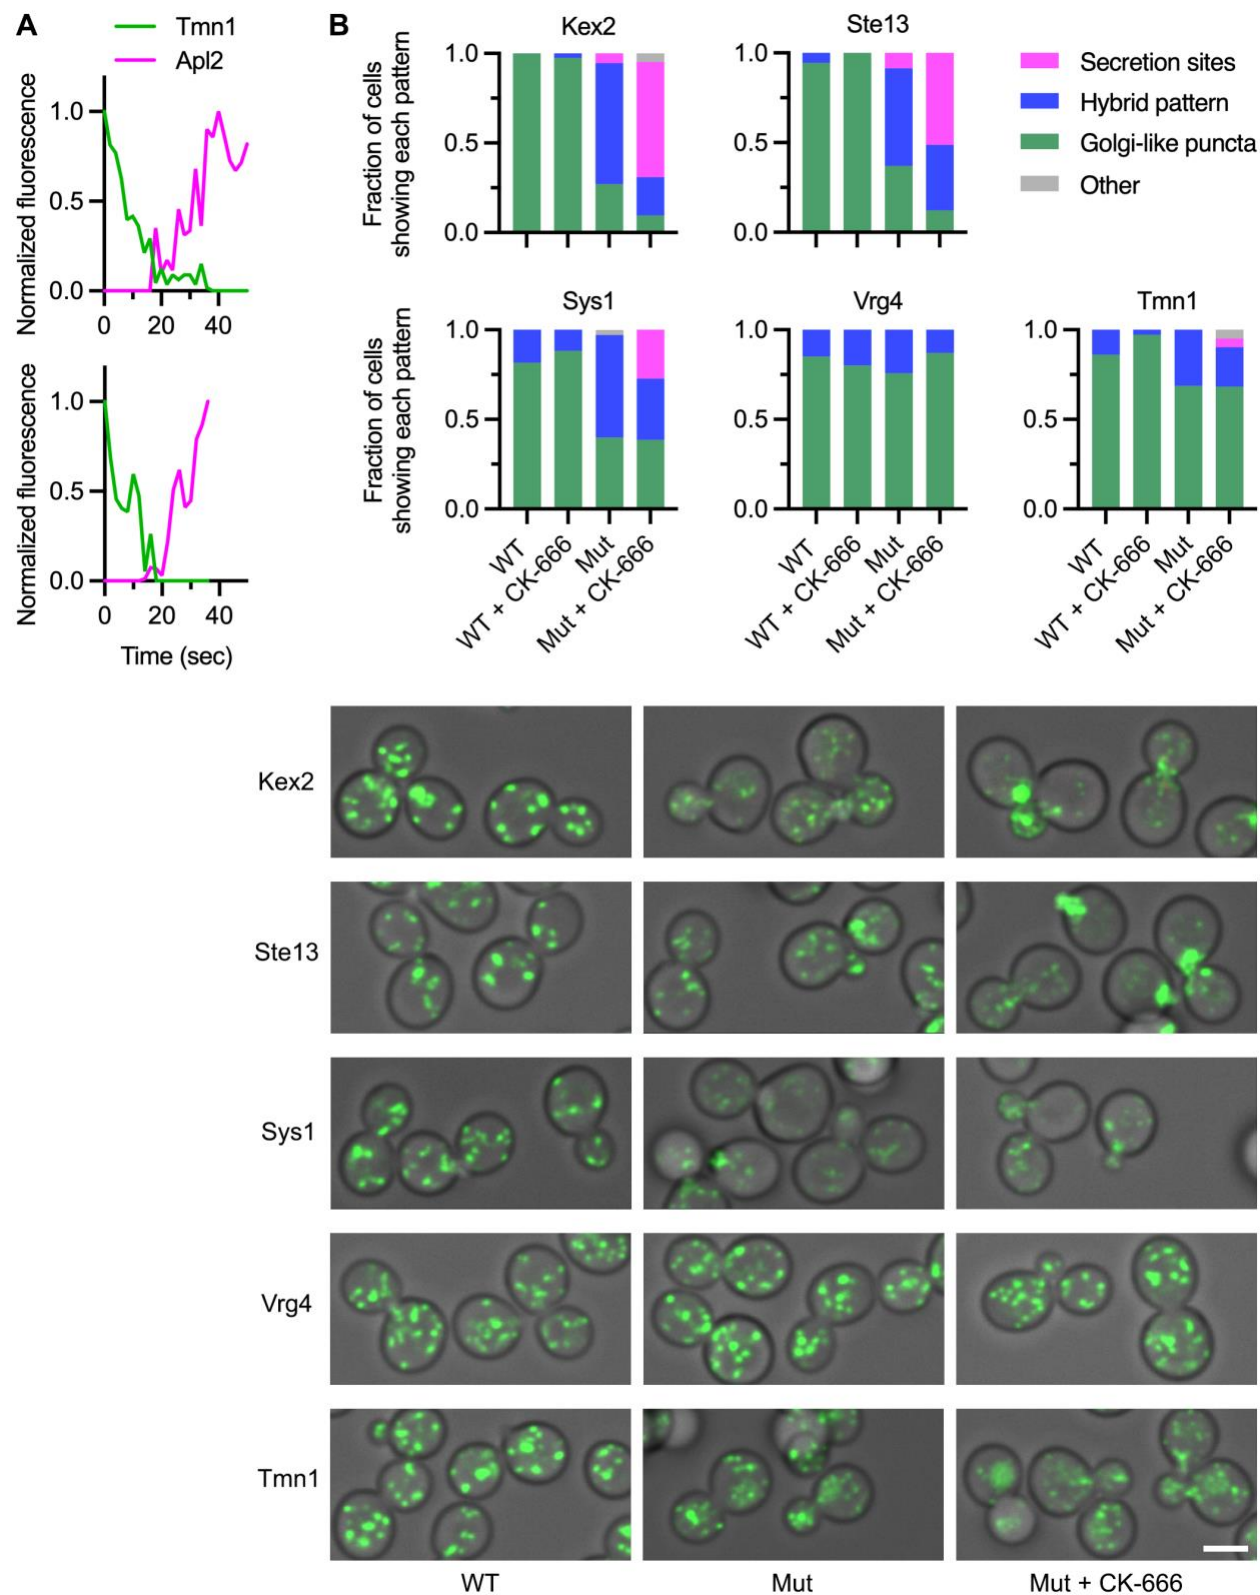 A
Tmn1
Apl2
Normalized fluorescence
1.0
0.5
0.0
0 20 40
Normalized fluorescence
1.0
0.5
0.0
0 20 40
Time (sec)
B
Kex2
Ste13
Secretion sites
Hybrid pattern
Golgi-like puncta
Other
Fraction of cells
showing each pattern
1.0
0.5
0.0
1.0
0.5
0.0
Sys1
Vrg4
Tmn1
Fraction of cells
showing each pattern
1.0
0.5
0.0
1.0
0.5
0.0
1.0
0.5
0.0
WT
WT + CK-666
Mut
Mut + CK-666
WT
WT + CK-666
Mut
Mut + CK-666
WT
WT + CK-666
Mut
Mut + CK-666
Kex2
Ste13
Sys1
Vrg4
Tmn1
WT
Mut
Mut + CK-666